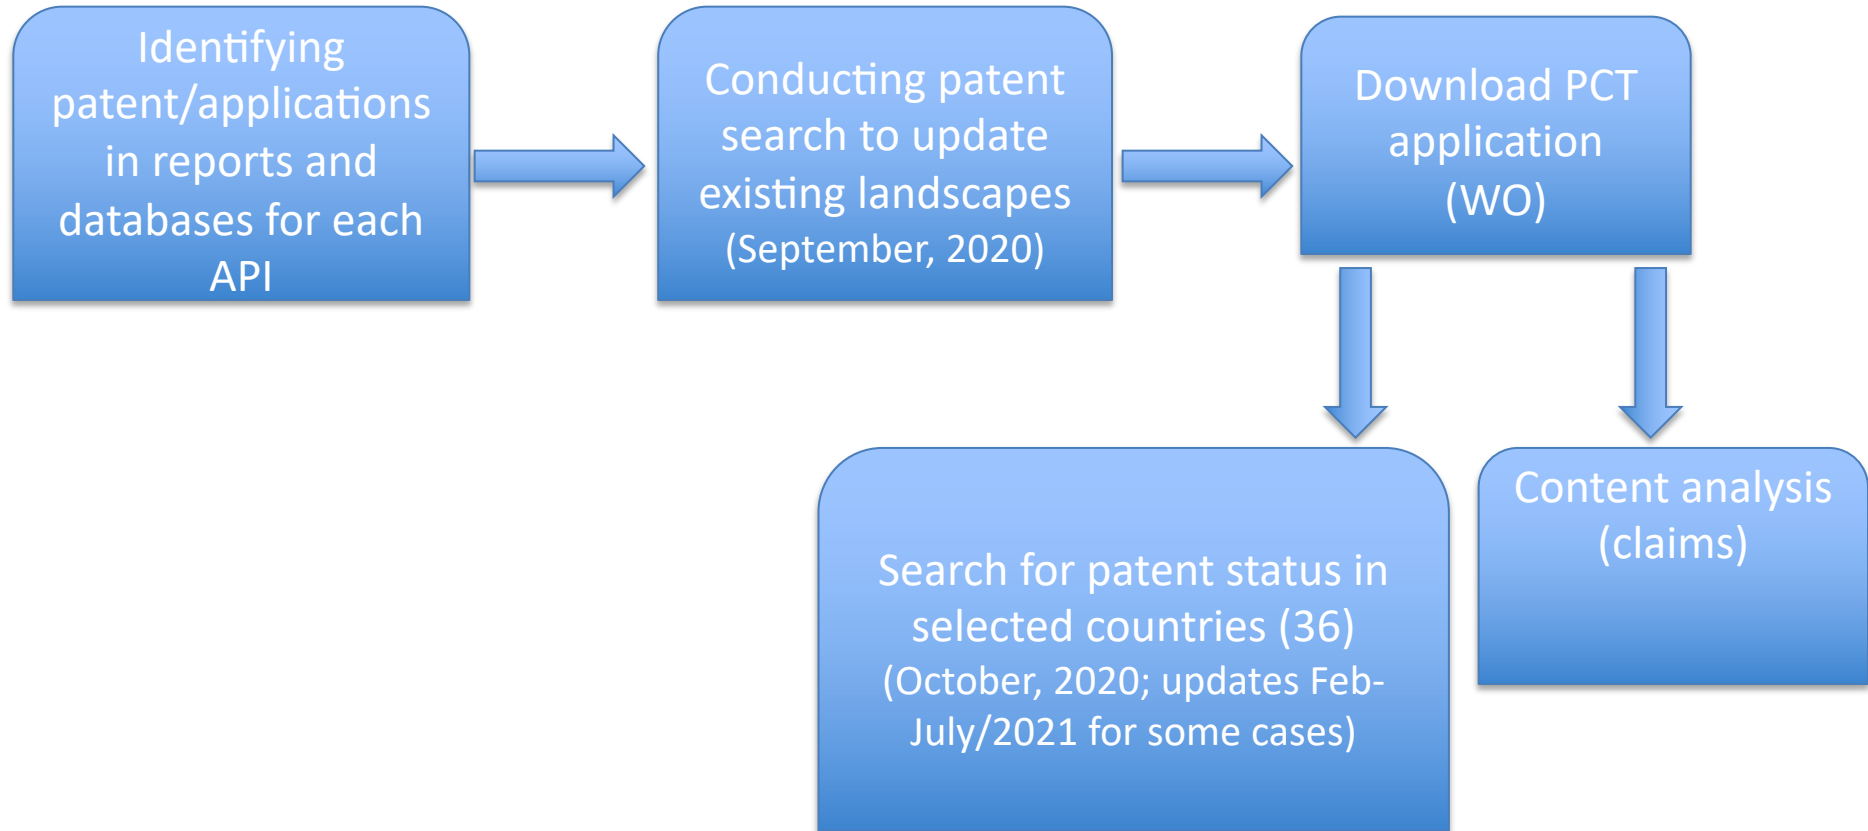 Identifying
patent/applications
in reports and
databases for each
API
Conducting patent
search to update
existing landscapes
(September, 2020)
Download PCT
application
(WO)
Search for patent status in
selected countries (36)
(October, 2020; updates Feb-
July/2021 for some cases)
Content analysis
(claims)